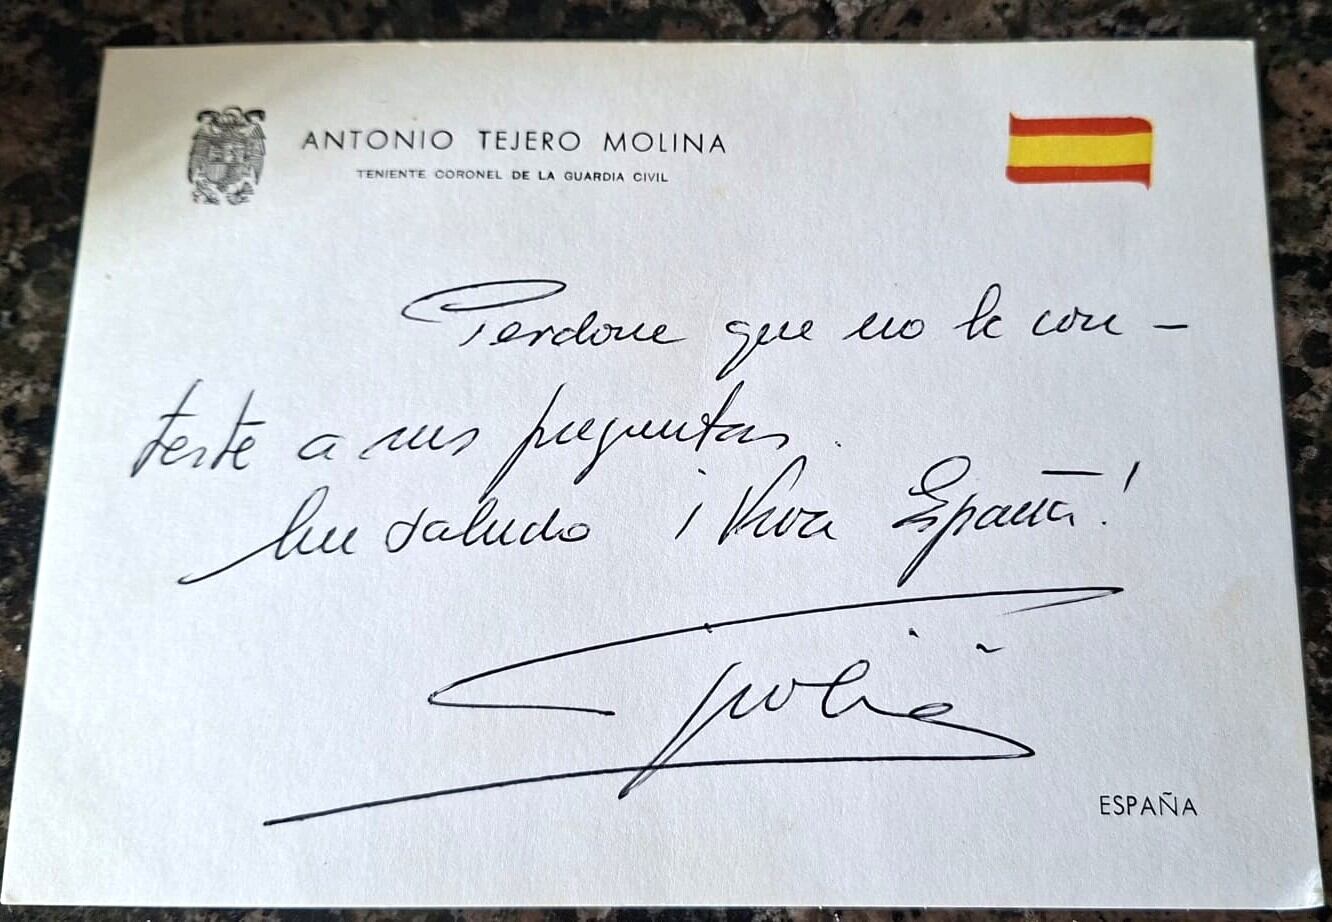 ANTONIO TEJERO MOLINA
TENIENTE CORONEL DE LA GUARDIA CIVIL
Perdone que no le con-
teste a sus preguntas.
Un saludo ¡Viva España!
ESPAÑA